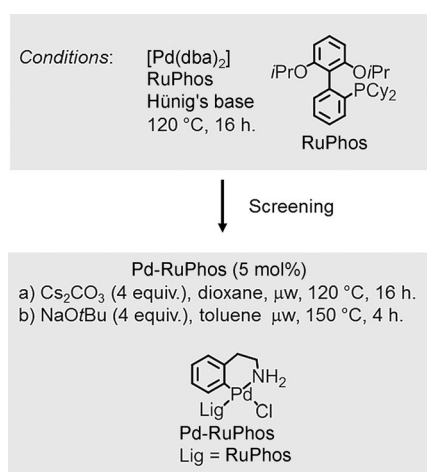 Conditions: [Pd(dba)₂]
RuPhos
Hünig's base
120 °C, 16 h.
iPrO OiPr
PCy₂
RuPhos
Screening
Pd-RuPhos (5 mol%)
a) Cs₂CO₃ (4 equiv.), dioxane, μw, 120 °C, 16 h.
b) NaOtBu (4 equiv.), toluene μw, 150 °C, 4 h.
NH₂
Pd
Lig Cl
Pd-RuPhos
Lig = RuPhos